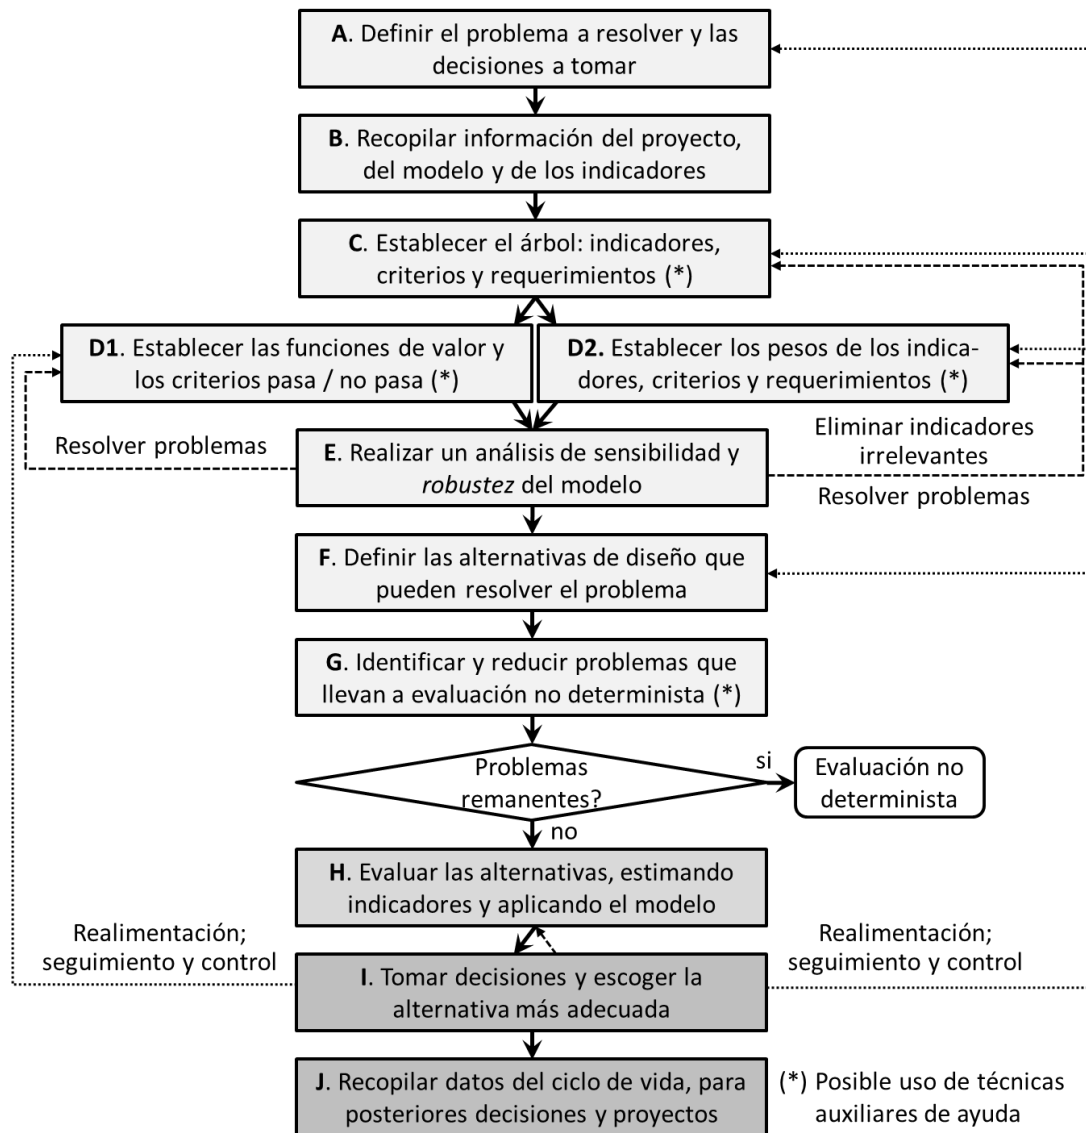 A. Definir el problema a resolver y las
decisiones a tomar
B. Recopilar información del proyecto,
del modelo y de los indicadores
C. Establecer el árbol: indicadores,
criterios y requerimientos (*)
D1. Establecer las funciones de valor y
los criterios pasa / no pasa (*)
D2. Establecer los pesos de los indica-
dores, criterios y requerimientos (*)
Resolver problemas
E. Realizar un análisis de sensibilidad y
robustez del modelo
Eliminar indicadores
irrelevantes
Resolver problemas
F. Definir las alternativas de diseño que
pueden resolver el problema
G. Identificar y reducir problemas que
llevan a evaluación no determinista (*)
Problemas
remanentes?
si
Evaluación no
determinista
no
H. Evaluar las alternativas, estimando
indicadores y aplicando el modelo
Realimentación;
seguimiento y control
Realimentación;
seguimiento y control
I. Tomar decisiones y escoger la
alternativa más adecuada
J. Recopilar datos del ciclo de vida, para
posteriores decisiones y proyectos
(*) Posible uso de técnicas
auxiliares de ayuda